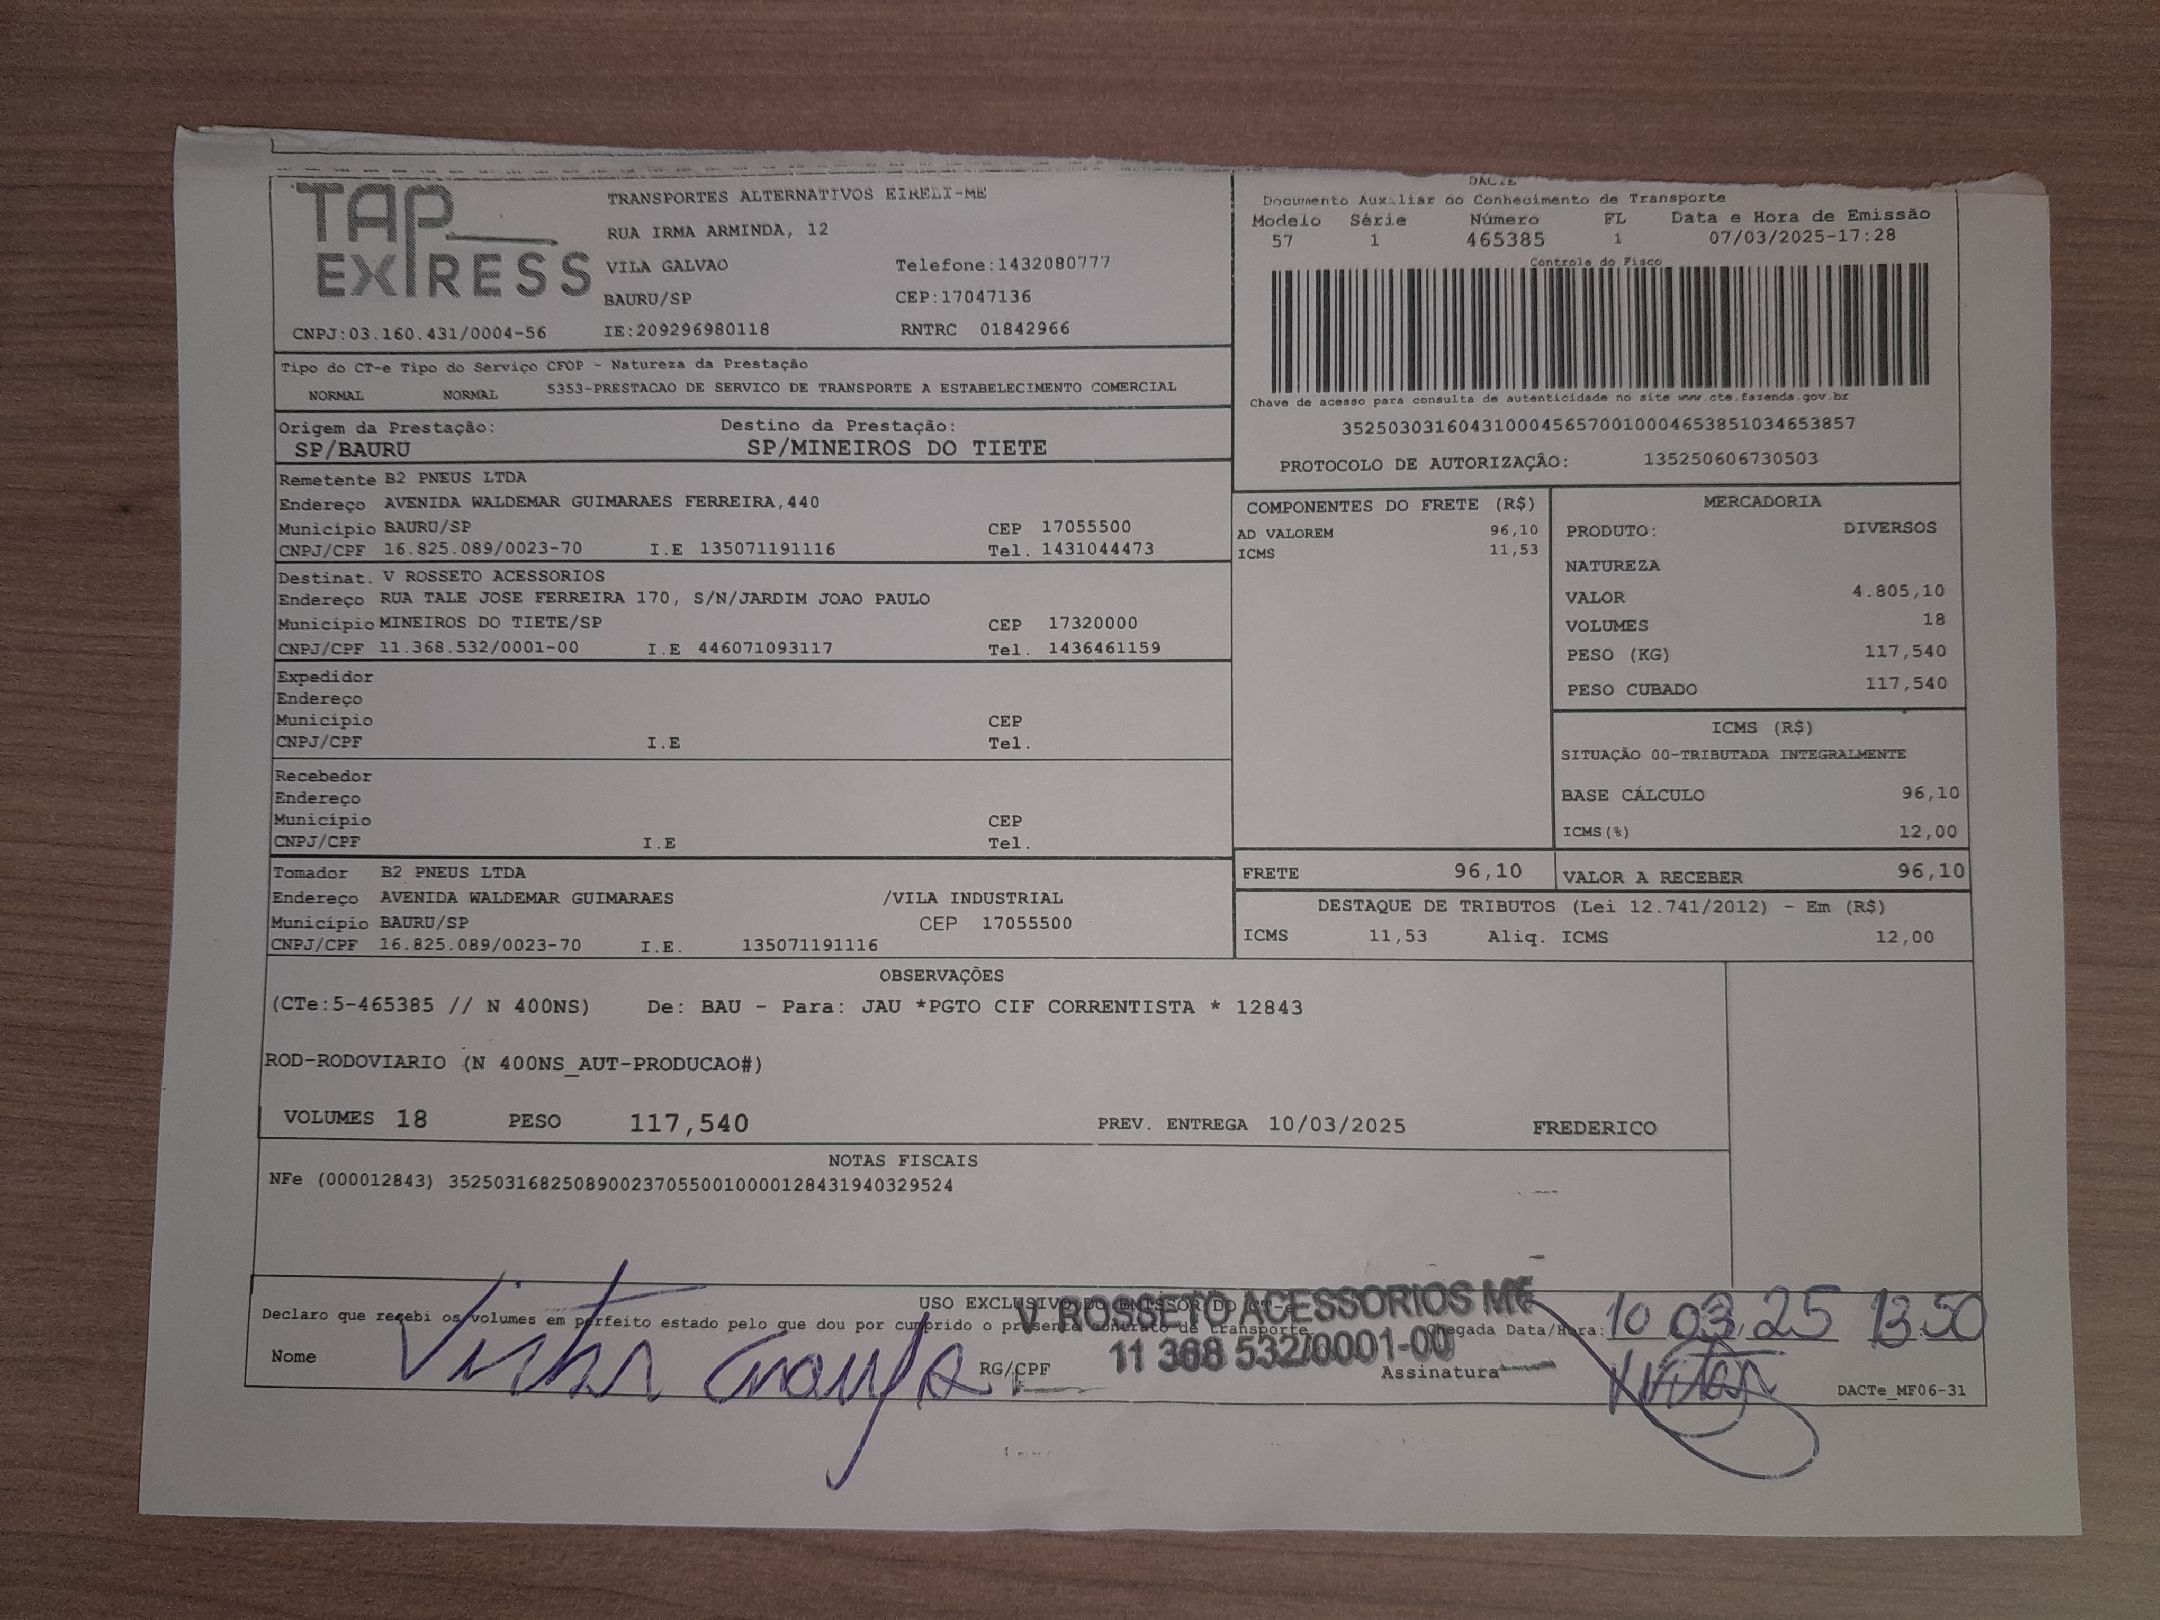 TAP EXPRESS
TRANSPORTES ALTERNATIVOS EIRELI-ME
RUA IRMA ARMINDA, 12
VILA GALVAO Telefone:1432080777
BAURU/SP CEP:17047136
CNPJ:03.160.431/0004-56 IE:209296980118 RNTRC 01842966
DACTE
Documento Auxiliar do Conhecimento de Transporte
Modelo Série Número FL Data e Hora de Emissão
57 1 465385 1 07/03/2025-17:28
Controle do Fisco
Chave de acesso para consulta de autenticidade no site www.cte.fazenda.gov.br
35250303160431000456570010004653851034653857
PROTOCOLO DE AUTORIZAÇÃO: 135250606730503
Tipo do CT-e Tipo do Serviço CFOP - Natureza da Prestação
NORMAL NORMAL 5353-PRESTACAO DE SERVICO DE TRANSPORTE A ESTABELECIMENTO COMERCIAL
Origem da Prestação: Destino da Prestação:
SP/BAURU SP/MINEIROS DO TIETE
Remetente B2 PNEUS LTDA
Endereço AVENIDA WALDEMAR GUIMARAES FERREIRA,440
Município BAURU/SP CEP 17055500
CNPJ/CPF 16.825.089/0023-70 I.E 135071191116 Tel. 1431044473
Destinat. V ROSSETO ACESSORIOS
Endereço RUA TALE JOSE FERREIRA 170, S/N/JARDIM JOAO PAULO
Município MINEIROS DO TIETE/SP CEP 17320000
CNPJ/CPF 11.368.532/0001-00 I.E 446071093117 Tel. 1436461159
Expedidor
Endereço
Município CEP
CNPJ/CPF I.E Tel.
Recebedor
Endereço
Município CEP
CNPJ/CPF I.E Tel.
Tomador B2 PNEUS LTDA
Endereço AVENIDA WALDEMAR GUIMARAES /VILA INDUSTRIAL
Município BAURU/SP CEP 17055500
CNPJ/CPF 16.825.089/0023-70 I.E. 135071191116
COMPONENTES DO FRETE (R$)
AD VALOREM 96,10
ICMS 11,53
MERCADORIA
PRODUTO: DIVERSOS
NATUREZA
VALOR 4.805,10
VOLUMES 18
PESO (KG) 117,540
PESO CUBADO 117,540
ICMS (R$)
SITUAÇÃO 00-TRIBUTADA INTEGRALMENTE
BASE CÁLCULO 96,10
ICMS(%) 12,00
FRETE 96,10 VALOR A RECEBER 96,10
DESTAQUE DE TRIBUTOS (Lei 12.741/2012) - Em (R$)
ICMS 11,53 Aliq. ICMS 12,00
OBSERVAÇÕES
(CTe:5-465385 // N 400NS) De: BAU - Para: JAU *PGTO CIF CORRENTISTA * 12843
ROD-RODOVIARIO (N 400NS_AUT-PRODUCAO#)
VOLUMES 18 PESO 117,540 PREV. ENTREGA 10/03/2025 FREDERICO
NOTAS FISCAIS
NFe (000012843) 35250316825089002370550010000128431940329524
USO EXCLUSIVO DO EMISSOR DO CT-e
V ROSSETO ACESSORIOS ME
Declaro que recebi os volumes em perfeito estado pelo que dou por cumprido o presente contrato de transporte Chegada Data/Hora: 10 03 25 13 50
11 368 532/0001-00
Nome RG/CPF Assinatura
DACTe_MF06-31